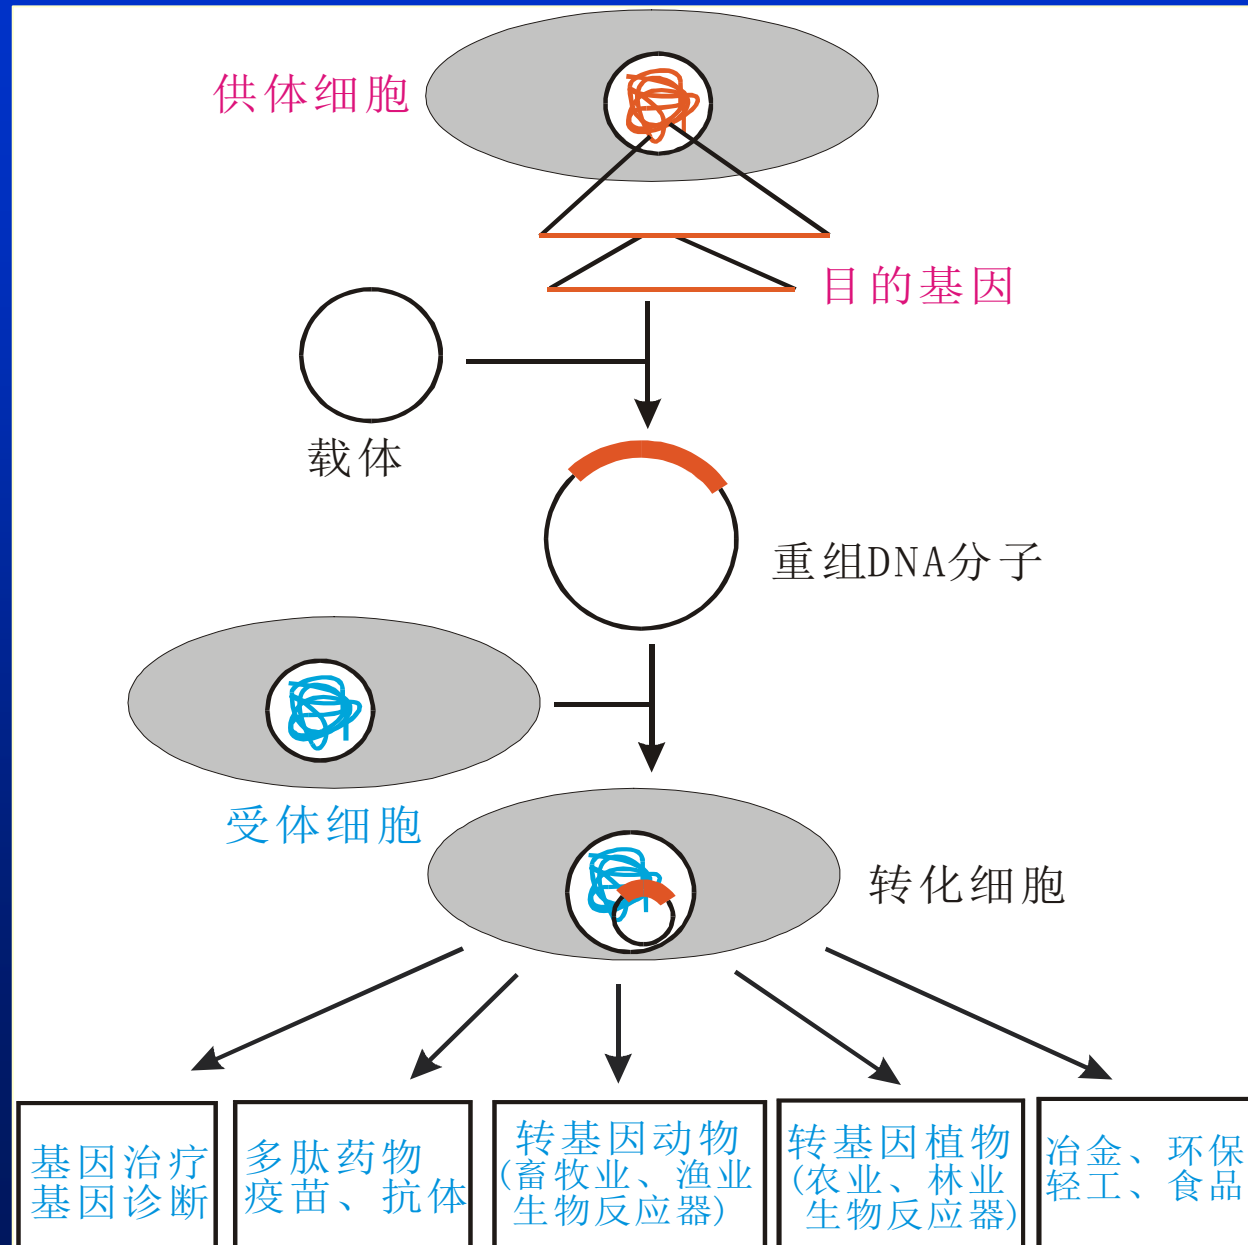 供体细胞
目的基因
载体
重组DNA分子
受体细胞
转化细胞
基因治疗
基因诊断
多肽药物
疫苗、抗体
转基因动物
(畜牧业、渔业
生物反应器)
转基因植物
(农业、林业
生物反应器)
冶金、环保
轻工、食品